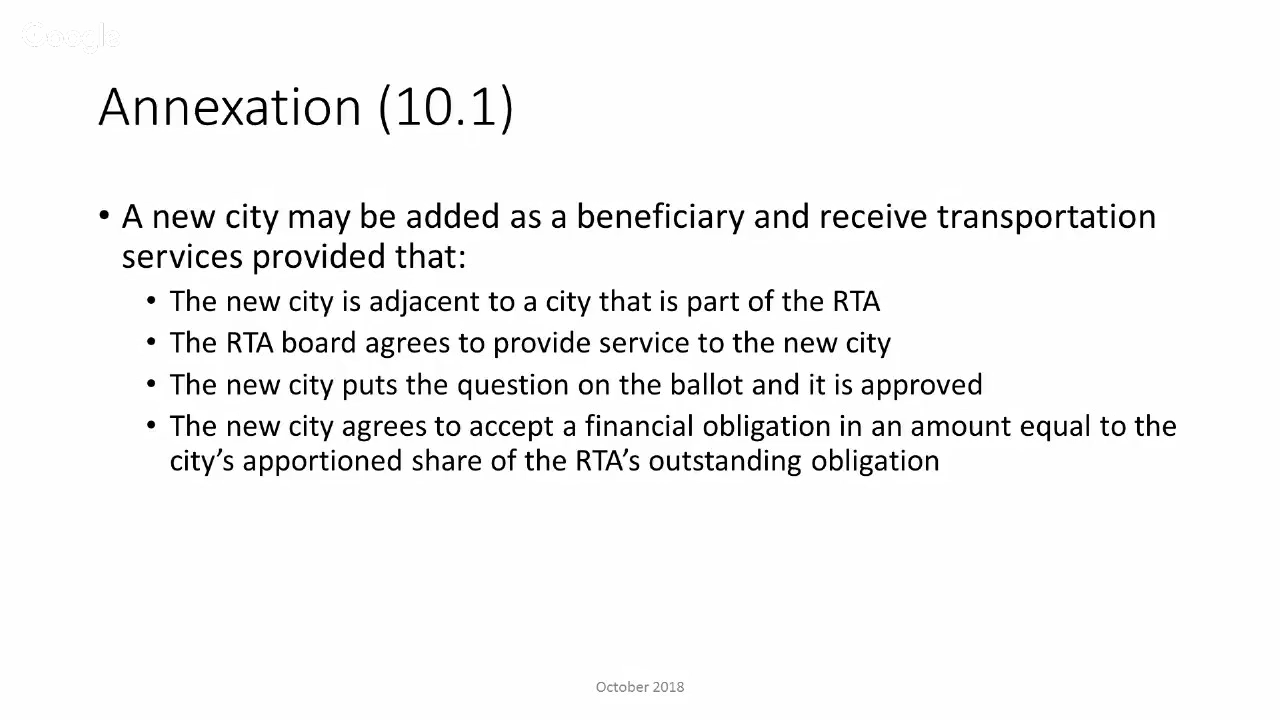 Google
Annexation (10.1)
• A new city may be added as a beneficiary and receive transportation
services provided that:
• The new city is adjacent to a city that is part of the RTA
• The RTA board agrees to provide service to the new city
• The new city puts the question on the ballot and it is approved
• The new city agrees to accept a financial obligation in an amount equal to the
city’s apportioned share of the RTA’s outstanding obligation
October 2018